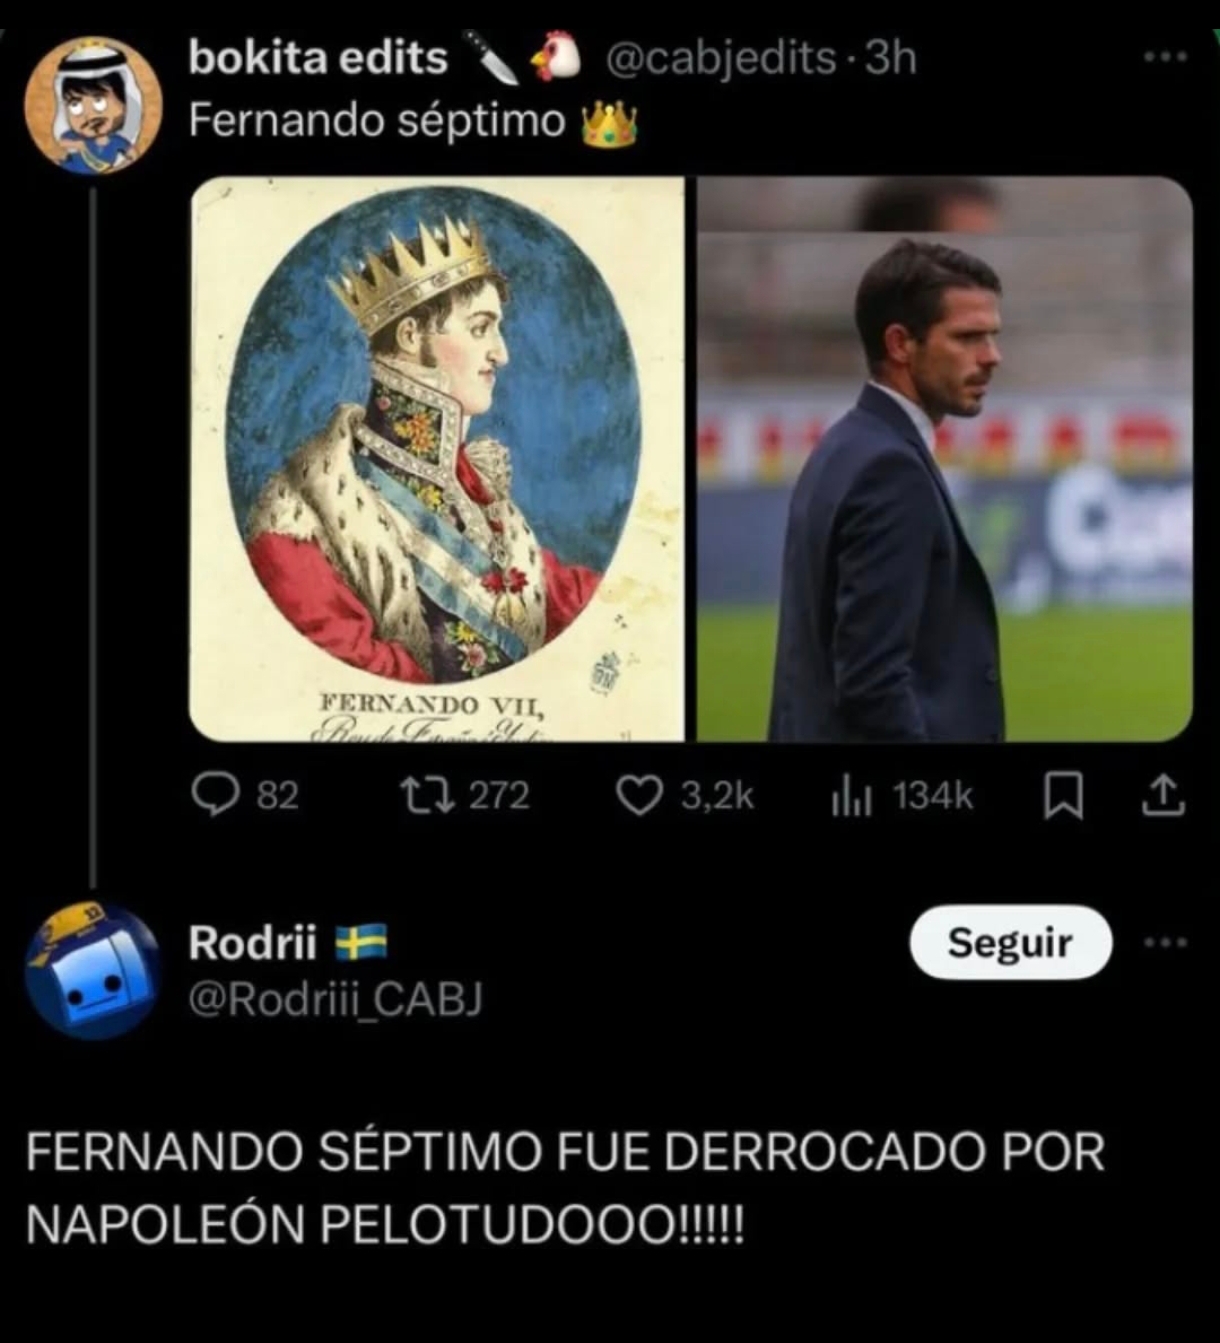 bokita edits 🔪🐔 @cabjedits · 3h
Fernando séptimo 👑
FERNANDO VII,
82 272 3,2k 134k
Rodrii 🇸🇪
Seguir
@Rodriii_CABJ
FERNANDO SÉPTIMO FUE DERROCADO POR
NAPOLEÓN PELOTUDOOO!!!!!